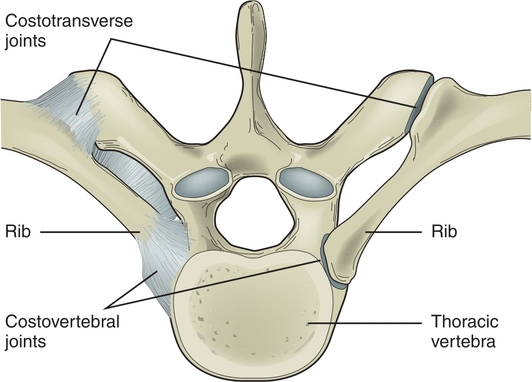 Costotransverse
joints
Rib
Rib
Costovertebral
joints
Thoracic
vertebra